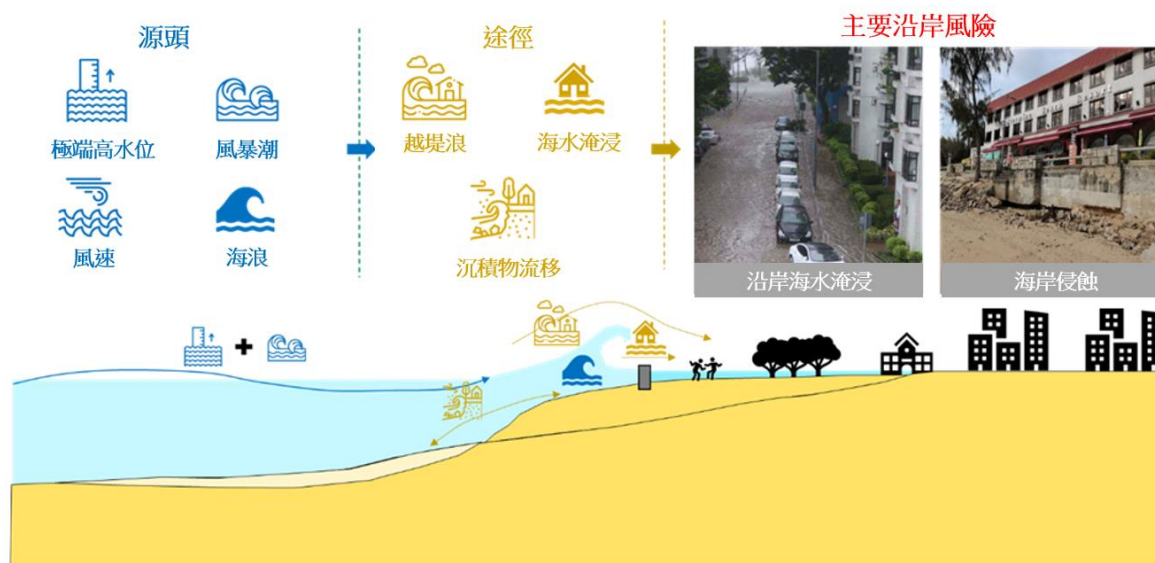 源頭
途徑
主要沿岸風險
極端高水位
風暴潮
越堤浪
海水淹浸
風速
海浪
沉積物流移
沿岸海水淹浸
海岸侵蝕